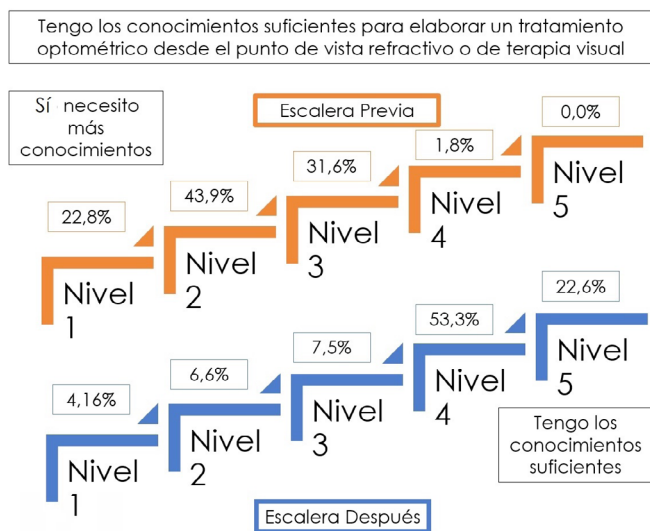 Tengo los conocimientos suficientes para elaborar un tratamiento
optométrico desde el punto de vista refractivo o de terapia visual
Sí necesito
más
conocimientos
Escalera Previa
22,8%
43,9%
31,6%
1,8%
0,0%
Nivel
1
Nivel
2
Nivel
3
Nivel
4
Nivel
5
4,16%
6,6%
7,5%
53,3%
22,6%
Nivel
1
Nivel
2
Nivel
3
Nivel
4
Nivel
5
Tengo los
conocimientos
suficientes
Escalera Después